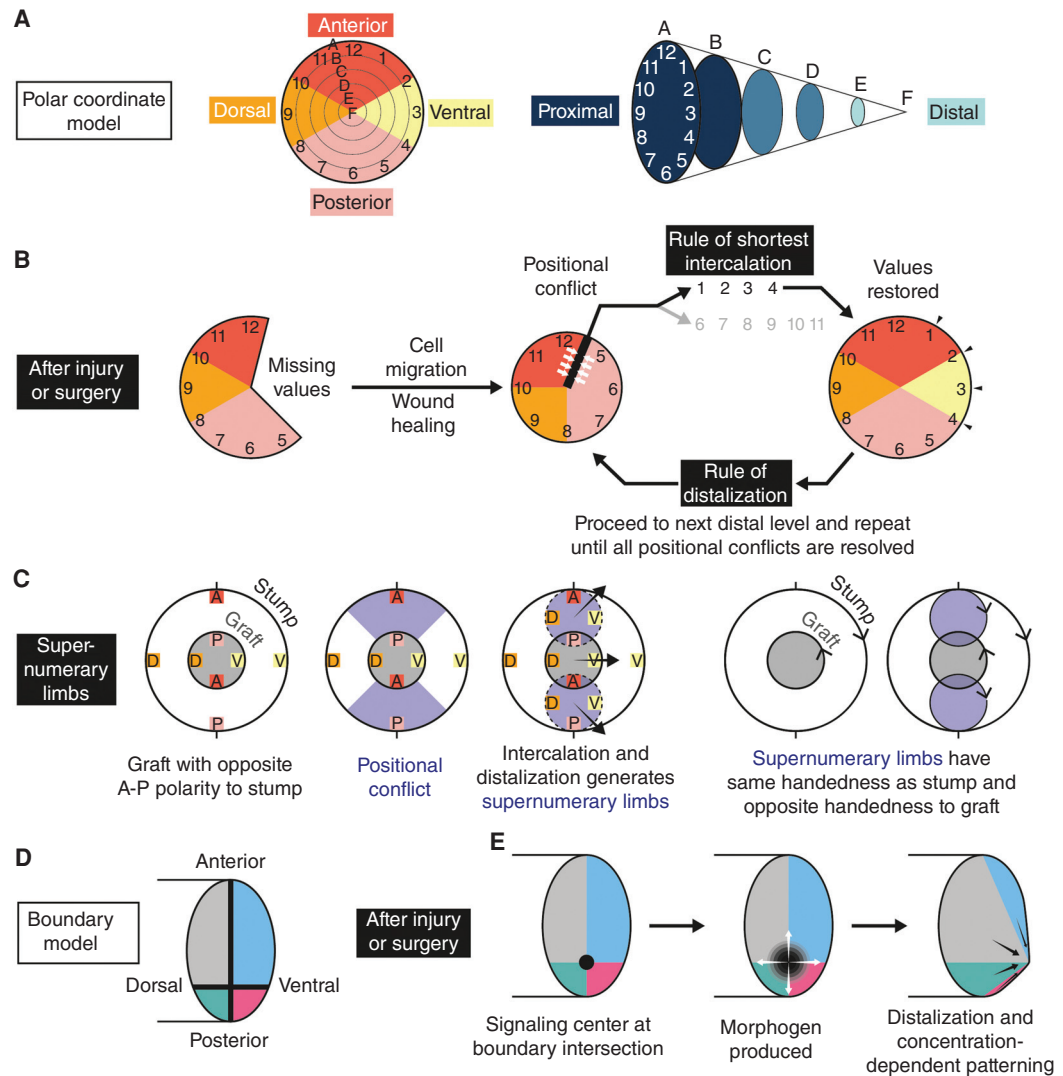 A
Anterior
A
B
C
D
E
F
12
1
2
3
4
5
6
7
8
9
10
11
Dorsal
Ventral
Posterior
Polar coordinate
model
A
B
C
D
E
F
12
11
1
10
2
9
3
8
4
7
5
6
Proximal
Distal
B
After injury
or surgery
12
11
10
9
8
7
6
5
Missing
values
Cell
migration
Wound
healing
Positional
conflict
12
11
10
9
8
7
6
5
Rule of shortest
intercalation
1 2 3 4
6 7 8 9 10 11
Values
restored
12
11
1
10
2
9
3
8
4
7
6
5
Rule of
distalization
Proceed to next distal level and repeat
until all positional conflicts are resolved
C
Super-
numerary
limbs
Stump
Graft
A
P
D D V V
A
P
Graft with opposite
A-P polarity to stump
A
P
D D V V
A
P
Positional
conflict
A
D V
P
D D V V
A
D V
P
Intercalation and
distalization generates
supernumerary limbs
Stump
Graft
Supernumerary limbs have
same handedness as stump and
opposite handedness to graft
D
Boundary
model
Anterior
Dorsal
Ventral
Posterior
E
After injury
or surgery
Signaling center at
boundary intersection
Morphogen
produced
Distalization and
concentration-
dependent patterning